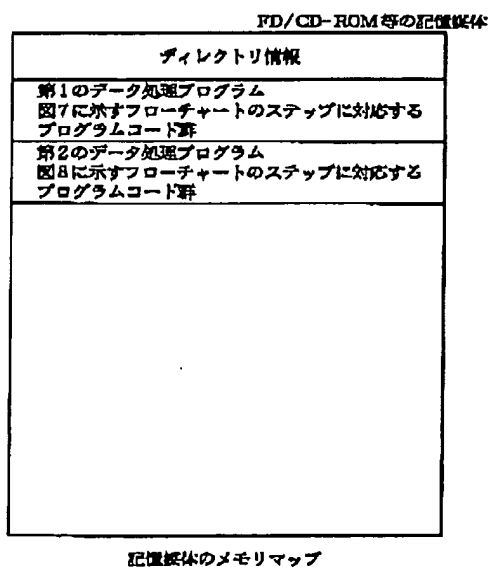 FD/CD-ROM等の記憶媒体
ディレクトリ情報
第1のデータ処理プログラム
図7に示すフローチャートのステップに対応する
プログラムコード群
第2のデータ処理プログラム
図8に示すフローチャートのステップに対応する
プログラムコード群
記憶媒体のメモリマップ